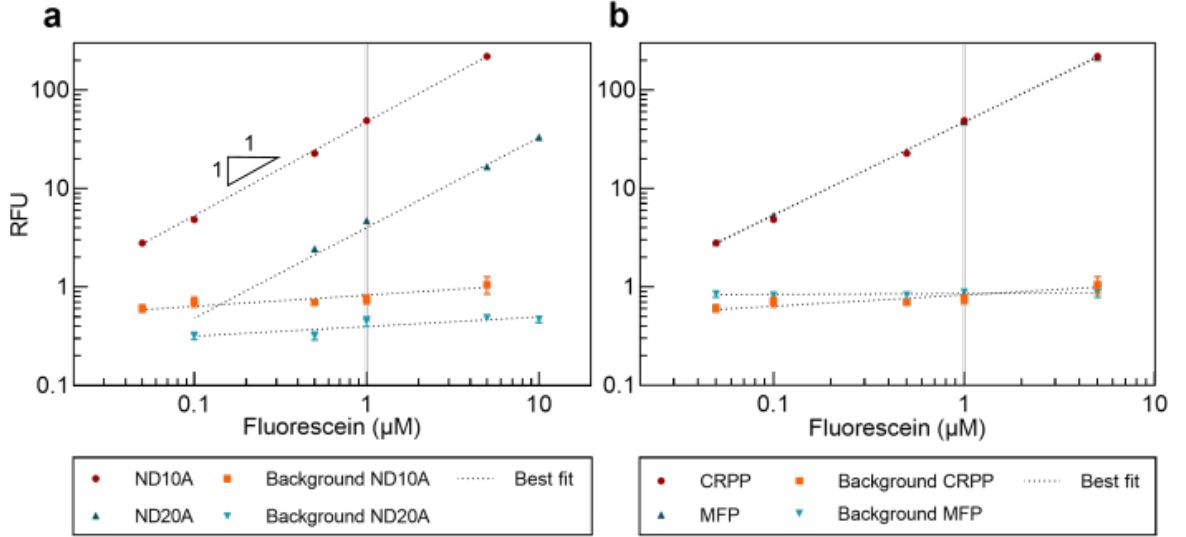 a
b
RFU
100
10
1
0.1
1
1
0.1
1
10
Fluorescein (µM)
100
10
1
0.1
0.1
1
10
Fluorescein (µM)
ND10A
Background ND10A
Best fit
ND20A
Background ND20A
CRPP
Background CRPP
Best fit
MFP
Background MFP